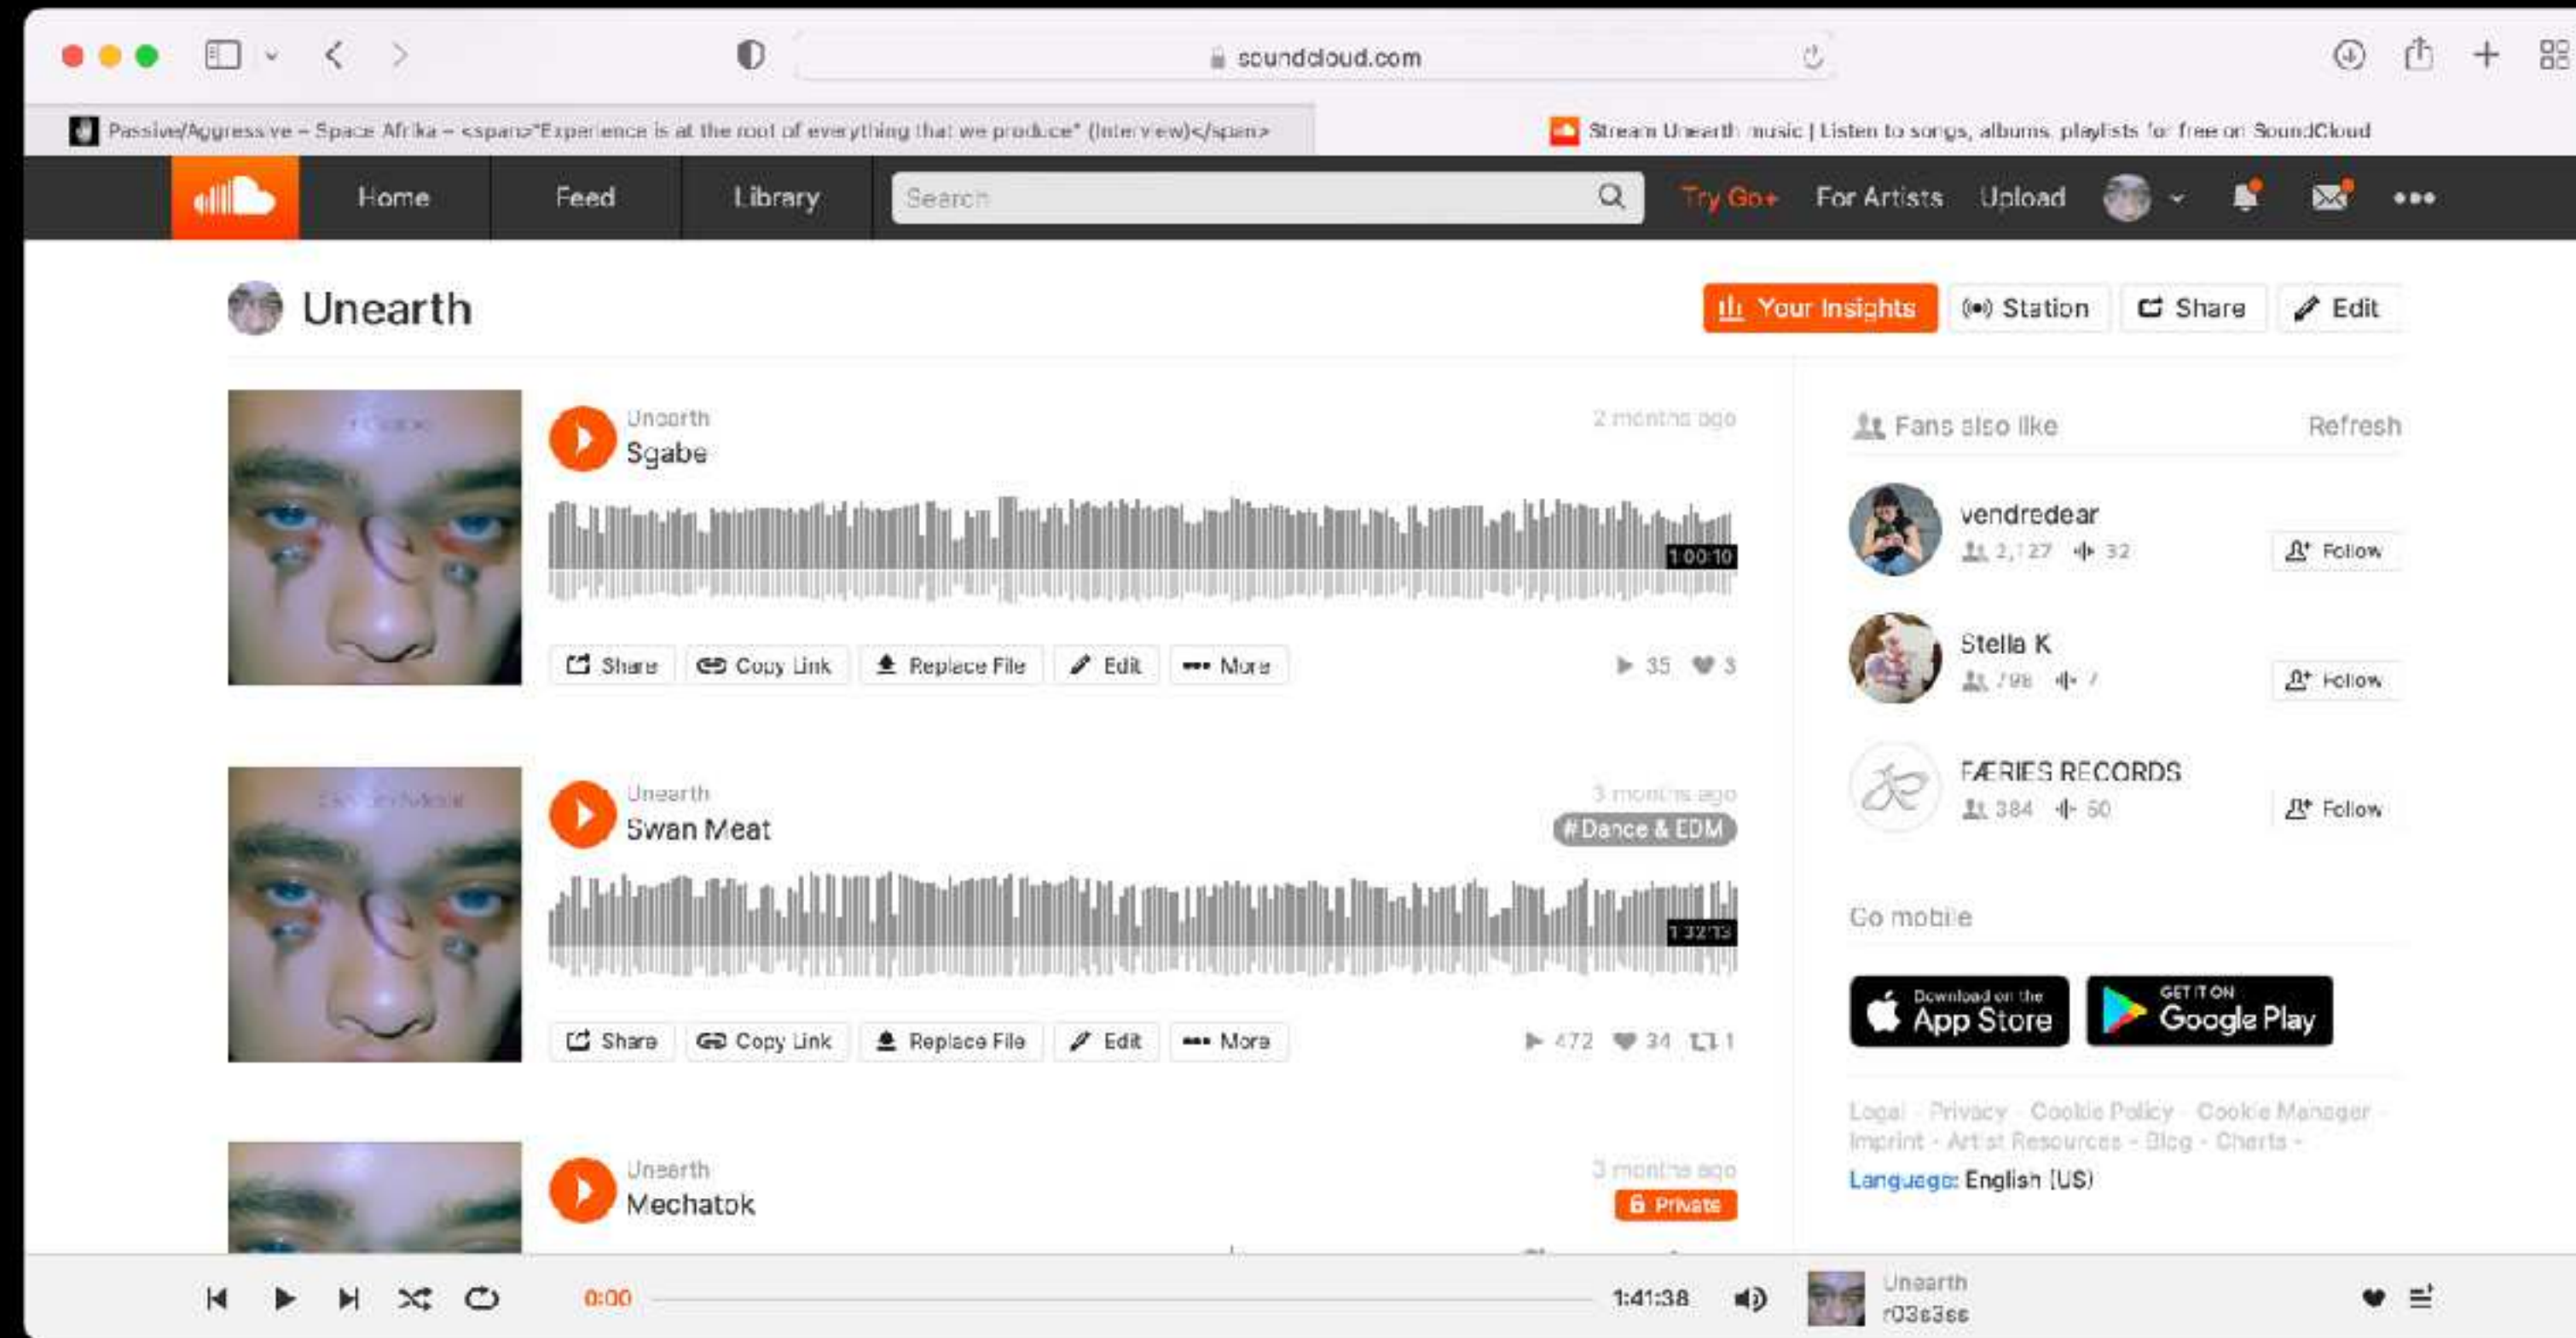 soundcloud.com
Passive/Aggressive – Space Afrika – <span>"Experience is at the root of everything that we produce" (Interview)</span>
Stream Unearth music | Listen to songs, albums, playlists for free on SoundCloud
Home Feed Library Search Try Go+ For Artists Upload
Unearth
Your Insights Station Share Edit
Unearth
2 months ago
Sgabe
1:00:10
Share Copy Link Replace File Edit More
35 3
Unearth
3 months ago
Swan Meat
# Dance & EDM
1:32:13
Share Copy Link Replace File Edit More
472 34 1
Unearth
3 months ago
Mechatok
Private
Fans also like Refresh
vendredear
2,127 32
Follow
Stella K
798 7
Follow
FÆRIES RECORDS
384 50
Follow
Go mobile
Download on the
App Store
GET IT ON
Google Play
Legal - Privacy - Cookie Policy - Cookie Manager -
Imprint - Artist Resources - Blog - Charts -
Language: English (US)
0:00 1:41:38
Unearth
r03s3ss